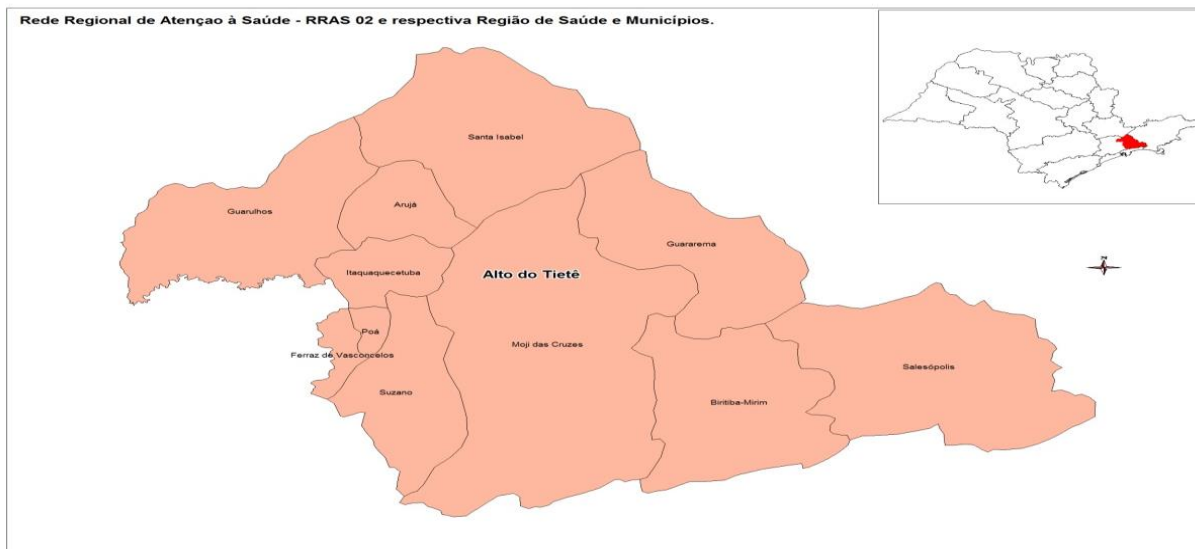 Rede Regional de Atençao à Saúde - RRAS 02 e respectiva Região de Saúde e Municípios.
Santa Isabel
Guarulhos
Arujá
Guararema
Itaquaquecetuba
Alto do Tietê
Poá
Moji das Cruzes
Ferraz de Vasconcelos
Salesópolis
Suzano
Biritiba-Mirim
N